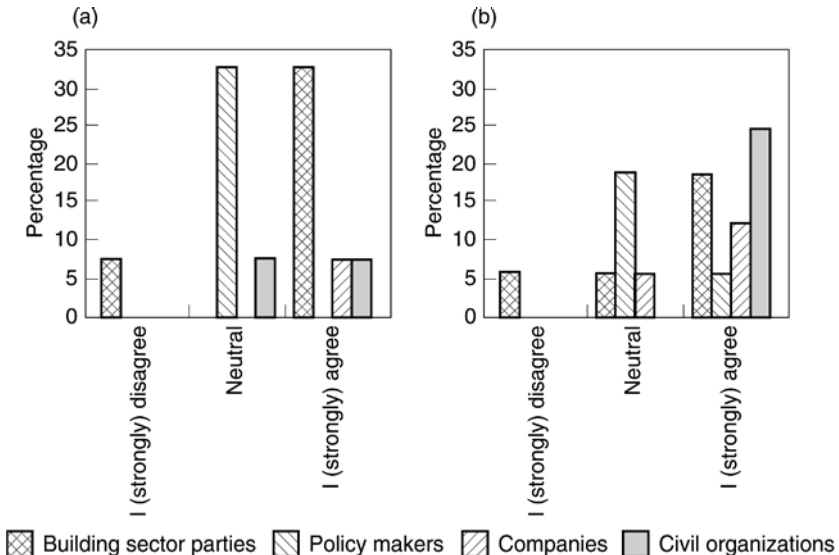 (a)
35
30
25
20
15
10
5
0
Percentage
I (strongly) disagree
Neutral
I (strongly) agree
(b)
35
30
25
20
15
10
5
0
Percentage
I (strongly) disagree
Neutral
I (strongly) agree
Building sector parties Policy makers Companies Civil organizations